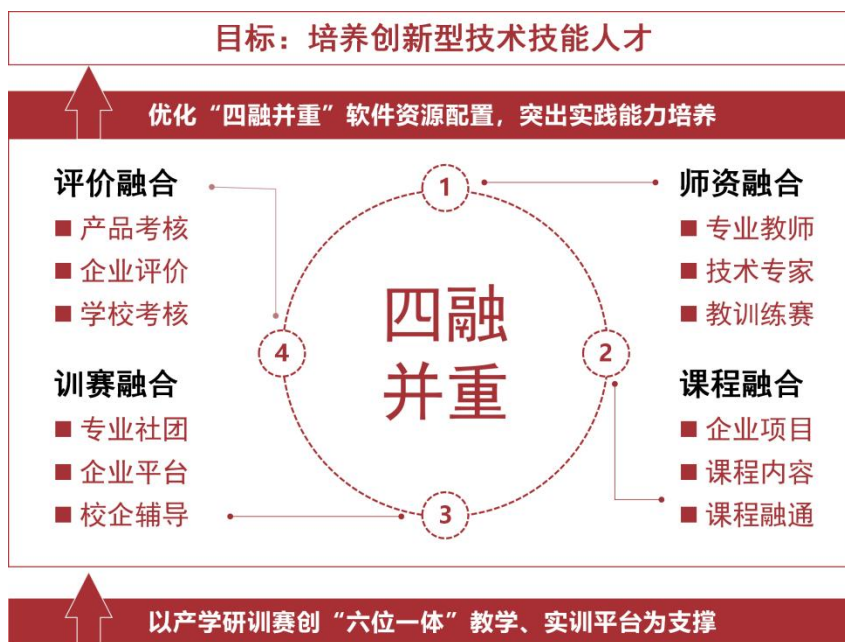 目标：培养创新型技术技能人才
优化“四融并重”软件资源配置，突出实践能力培养
评价融合
产品考核
企业评价
学校考核
训赛融合
专业社团
企业平台
校企辅导
1
2
3
4
四融
并重
师资融合
专业教师
技术专家
教训练赛
课程融合
企业项目
课程内容
课程融通
以产学研训赛创“六位一体”教学、实训平台为支撑